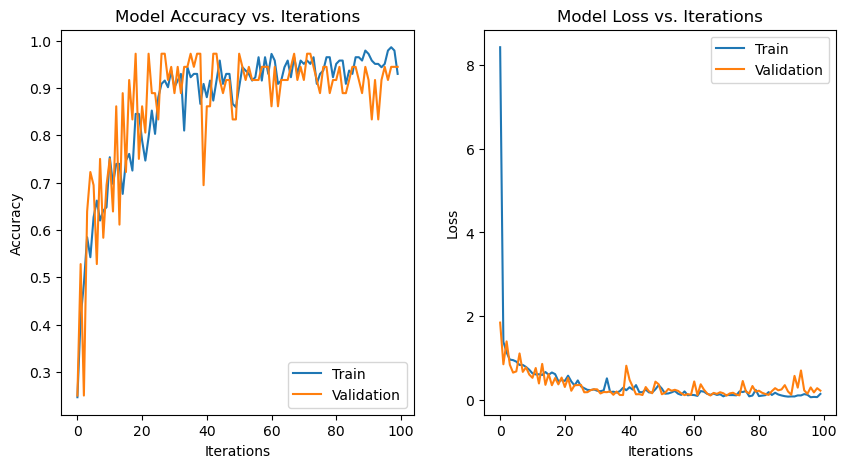 Model Accuracy vs. Iterations
1.0
0.9
0.8
0.7
0.6
0.5
0.4
0.3
Accuracy
0 20 40 60 80 100
Iterations
Train
Validation
Model Loss vs. Iterations
8
6
4
2
0
Loss
0 20 40 60 80 100
Iterations
Train
Validation